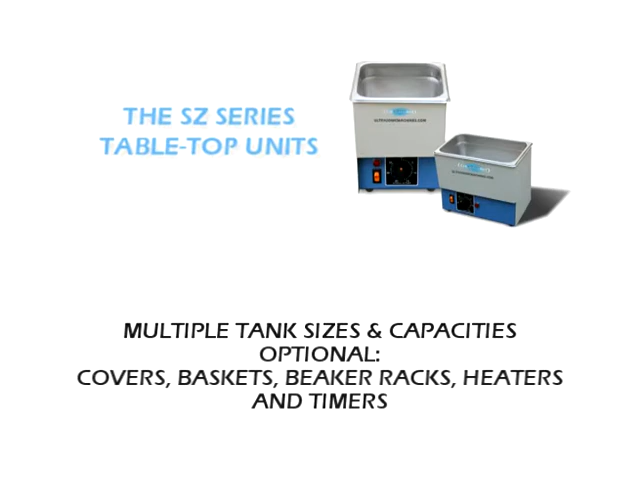 THE SZ SERIES
TABLE-TOP UNITS
MULTIPLE TANK SIZES & CAPACITIES
OPTIONAL:
COVERS, BASKETS, BEAKER RACKS, HEATERS
AND TIMERS